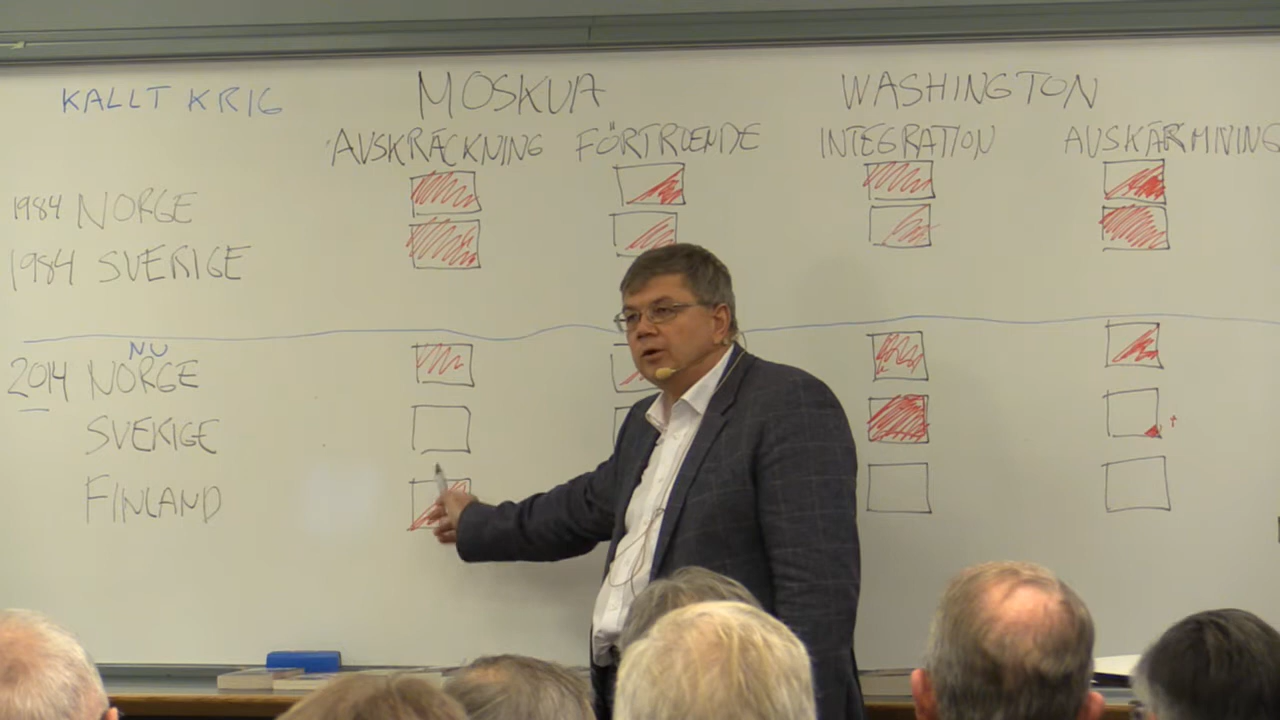 KALLT KRIG MOSKVA WASHINGTON
AVSKRÄCKNING FÖRTROENDE INTEGRATION AVSKÄRMNING
1984 NORGE
1984 SVERIGE
NU
2014 NORGE
SVERIGE
FINLAND